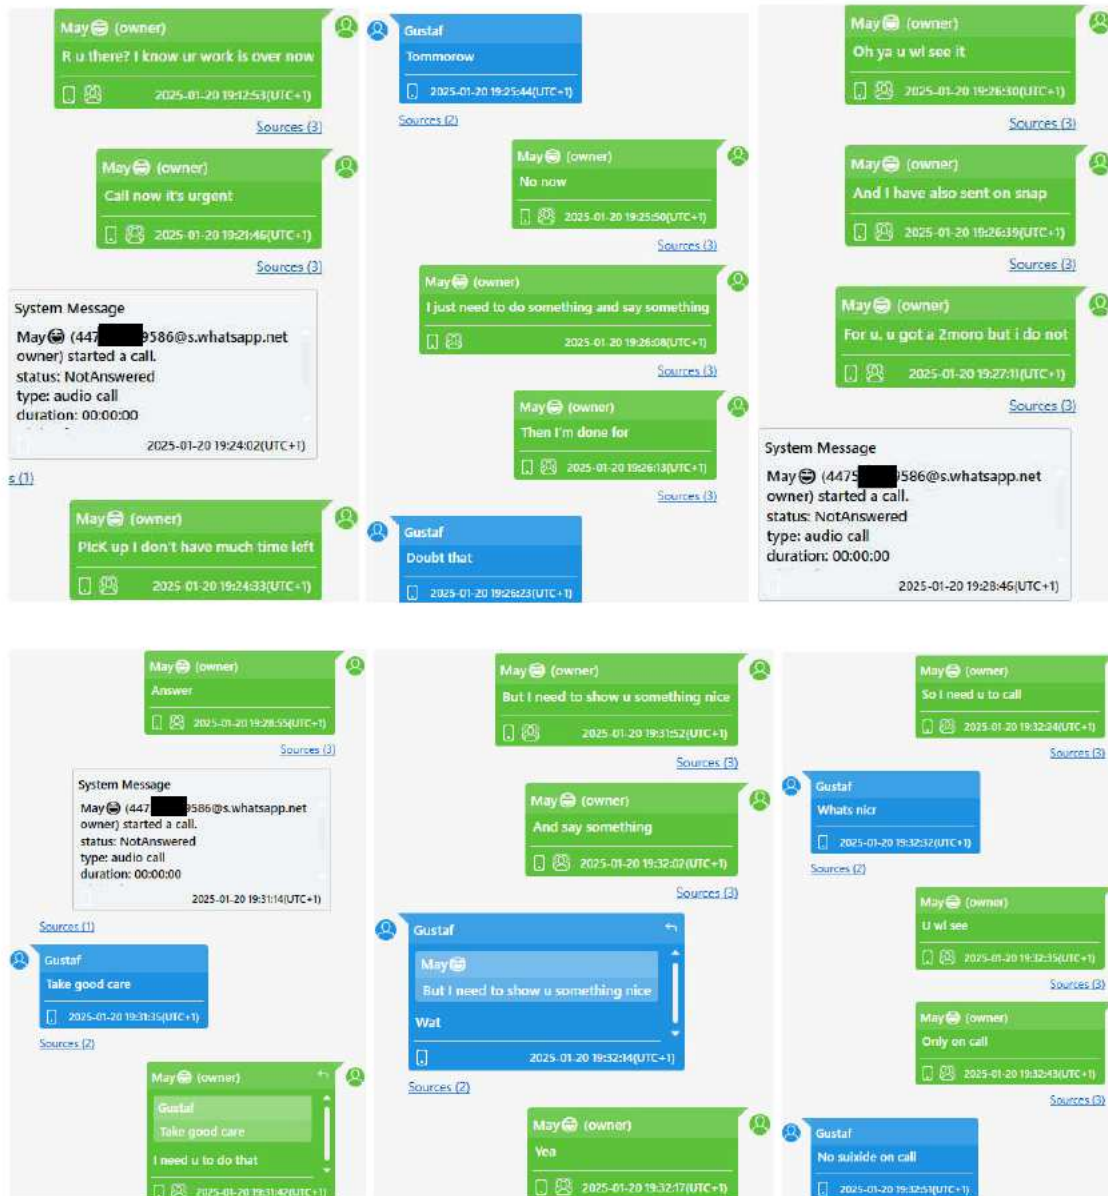 May😂 (owner)
R u there? I know ur work is over now
2025-01-20 19:12:53(UTC+1)
Sources (3)
May😂 (owner)
Call now it's urgent
2025-01-20 19:21:46(UTC+1)
Sources (3)
System Message
May😂 (447 9586@s.whatsapp.net
owner) started a call.
status: NotAnswered
type: audio call
duration: 00:00:00
2025-01-20 19:24:02(UTC+1)
s (1)
May😂 (owner)
PicK up I don't have much time left
2025-01-20 19:24:33(UTC+1)
Gustaf
Tommorow
2025-01-20 19:25:44(UTC+1)
Sources (2)
May😂 (owner)
No now
2025-01-20 19:25:50(UTC+1)
Sources (3)
May😂 (owner)
I just need to do something and say something
2025-01-20 19:26:08(UTC+1)
Sources (3)
May😂 (owner)
Then I'm done for
2025-01-20 19:26:13(UTC+1)
Sources (3)
Gustaf
Doubt that
2025-01-20 19:26:23(UTC+1)
May😂 (owner)
Oh ya u wl see it
2025-01-20 19:26:30(UTC+1)
Sources (3)
May😂 (owner)
And I have also sent on snap
2025-01-20 19:26:39(UTC+1)
Sources (3)
May😂 (owner)
For u, u got a 2moro but i do not
2025-01-20 19:27:11(UTC+1)
Sources (3)
System Message
May😂 (4475 9586@s.whatsapp.net
owner) started a call.
status: NotAnswered
type: audio call
duration: 00:00:00
2025-01-20 19:28:46(UTC+1)
May😂 (owner)
Answer
2025-01-20 19:28:55(UTC+1)
Sources (3)
System Message
May😂 (447 9586@s.whatsapp.net
owner) started a call.
status: NotAnswered
type: audio call
duration: 00:00:00
2025-01-20 19:31:14(UTC+1)
Sources (1)
Gustaf
Take good care
2025-01-20 19:31:35(UTC+1)
Sources (2)
May😂 (owner)
Gustaf
Take good care
I need u to do that
2025-01-20 19:31:42(UTC+1)
May😂 (owner)
But I need to show u something nice
2025-01-20 19:31:52(UTC+1)
Sources (3)
May😂 (owner)
And say something
2025-01-20 19:32:02(UTC+1)
Sources (3)
Gustaf
May😂
But I need to show u something nice
Wat
2025-01-20 19:32:14(UTC+1)
Sources (2)
May😂 (owner)
Yea
2025-01-20 19:32:17(UTC+1)
May😂 (owner)
So I need u to call
2025-01-20 19:32:24(UTC+1)
Sources (3)
Gustaf
Whats nicr
2025-01-20 19:32:32(UTC+1)
Sources (2)
May😂 (owner)
U wl see
2025-01-20 19:32:35(UTC+1)
Sources (3)
May😂 (owner)
Only on call
2025-01-20 19:32:43(UTC+1)
Sources (3)
Gustaf
No suixide on call
2025-01-20 19:32:51(UTC+1)